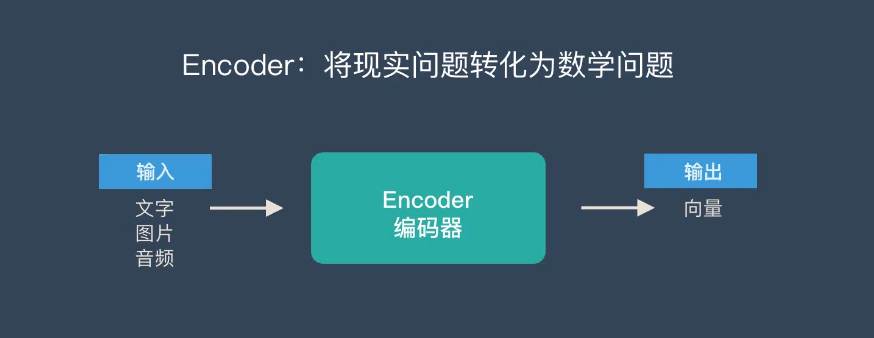 Encoder：将现实问题转化为数学问题
输入
文字
图片
音频
Encoder
编码器
输出
向量